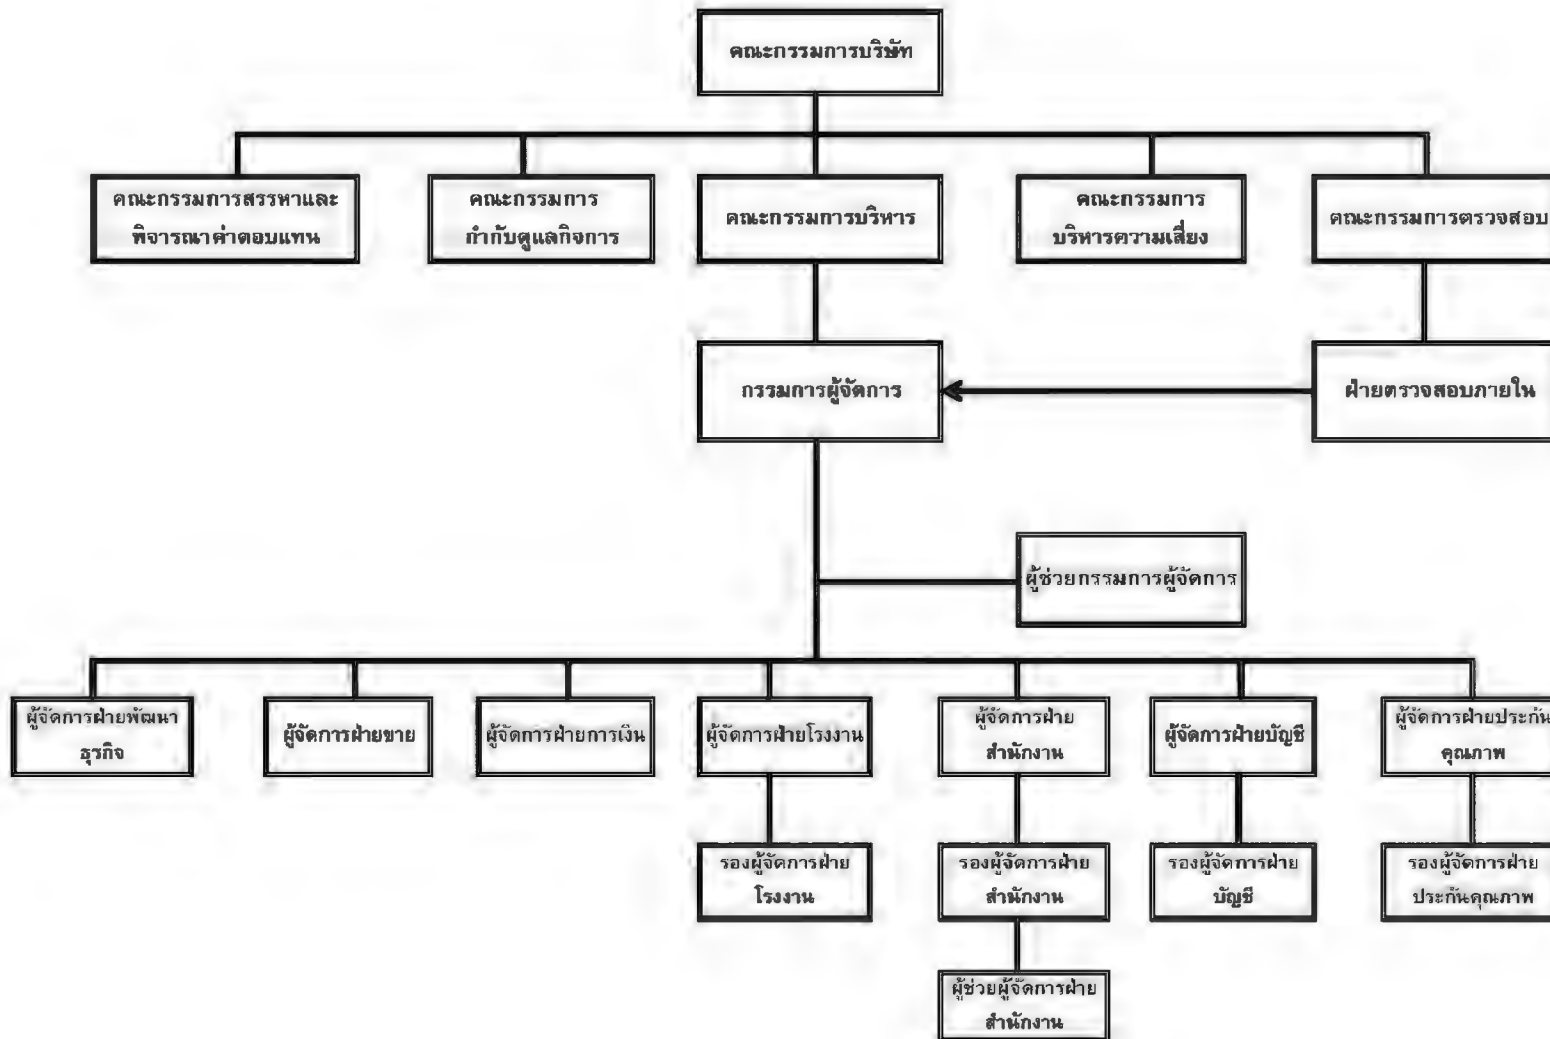 คณะกรรมการบริษัท
คณะกรรมการสรรหาและ
พิจารณาค่าตอบแทน
คณะกรรมการ
กำกับดูแลกิจการ
คณะกรรมการบริหาร
คณะกรรมการ
บริหารความเสี่ยง
คณะกรรมการตรวจสอบ
กรรมการผู้จัดการ
ฝ่ายตรวจสอบภายใน
ผู้ช่วยกรรมการผู้จัดการ
ผู้จัดการฝ่ายพัฒนา
ธุรกิจ
ผู้จัดการฝ่ายขาย
ผู้จัดการฝ่ายการเงิน
ผู้จัดการฝ่ายโรงงาน
ผู้จัดการฝ่าย
สำนักงาน
ผู้จัดการฝ่ายบัญชี
ผู้จัดการฝ่ายประกัน
คุณภาพ
รองผู้จัดการฝ่าย
โรงงาน
รองผู้จัดการฝ่าย
สำนักงาน
รองผู้จัดการฝ่าย
บัญชี
รองผู้จัดการฝ่าย
ประกันคุณภาพ
ผู้ช่วยผู้จัดการฝ่าย
สำนักงาน